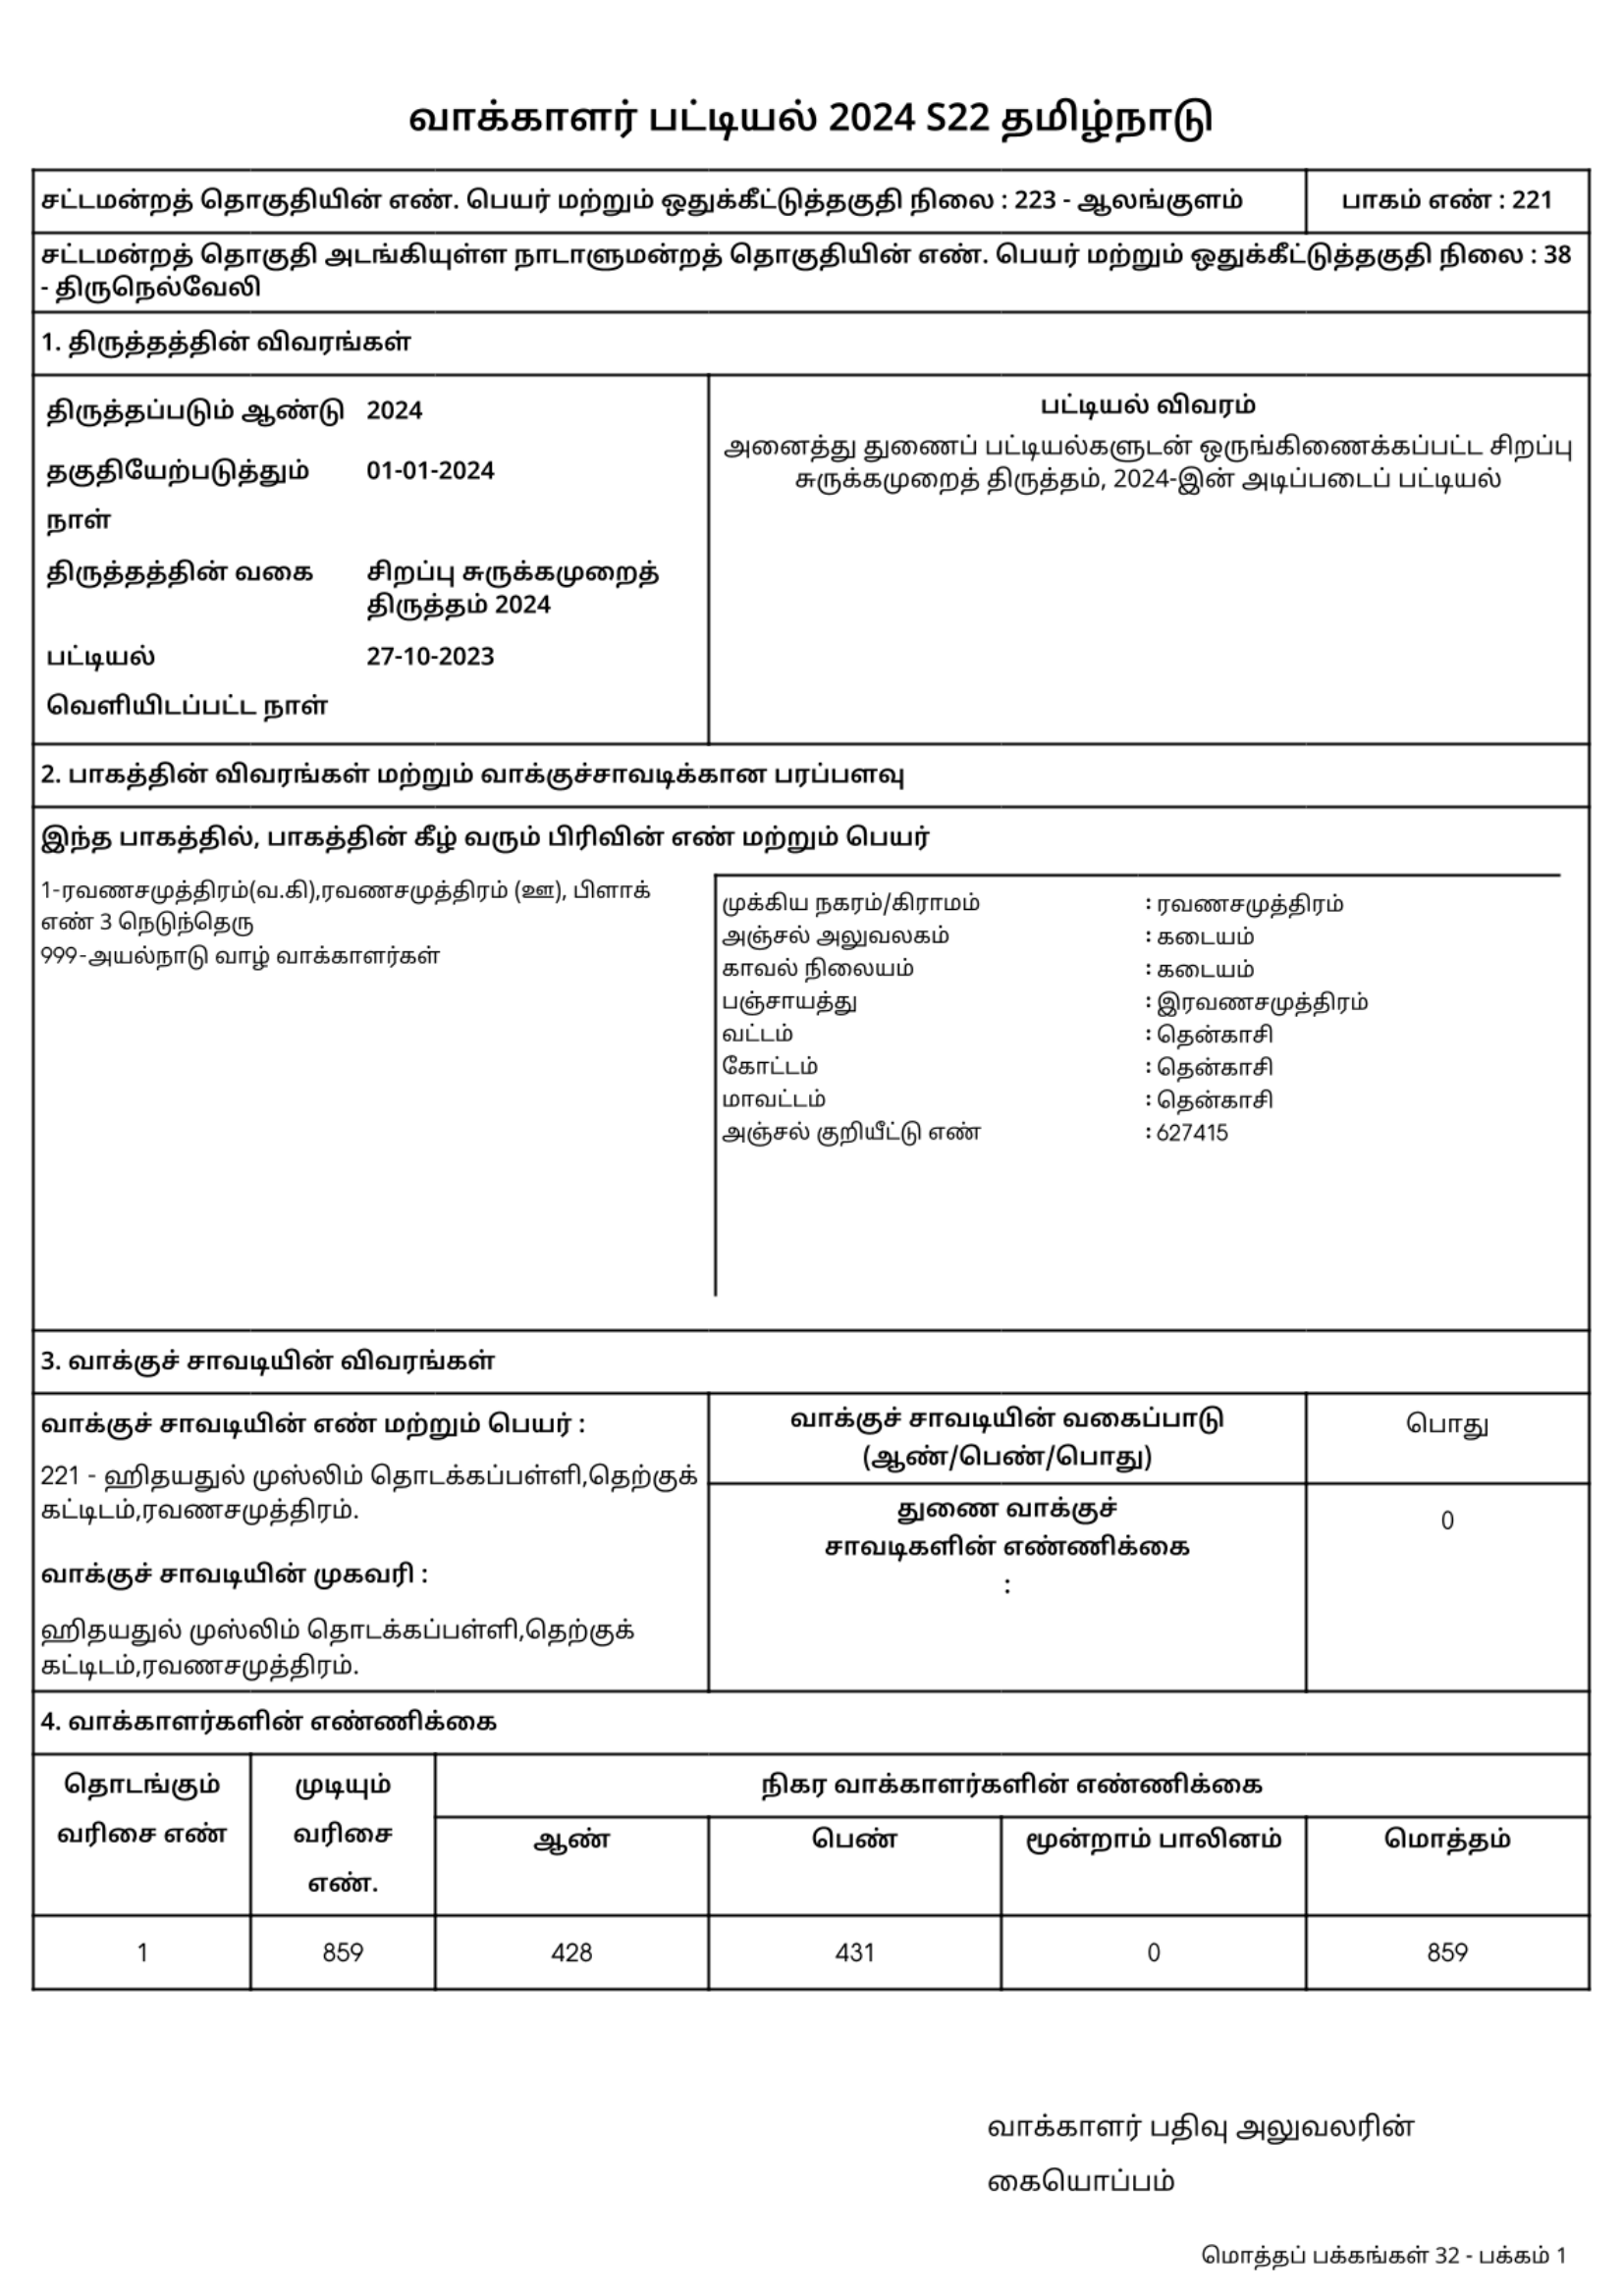 வாக்காளர் பட்டியல் 2024 S22 தமிழ்நாடு
சட்டமன்றத் தொகுதியின் எண். பெயர் மற்றும் ஒதுக்கீட்டுத்தகுதி நிலை : 223 - ஆலங்குளம்
பாகம் எண் : 221
சட்டமன்றத் தொகுதி அடங்கியுள்ள நாடாளுமன்றத் தொகுதியின் எண். பெயர் மற்றும் ஒதுக்கீட்டுத்தகுதி நிலை : 38
- திருநெல்வேலி
1. திருத்தத்தின் விவரங்கள்
திருத்தப்படும் ஆண்டு 2024
தகுதியேற்படுத்தும் 01-01-2024
நாள்
திருத்தத்தின் வகை சிறப்பு சுருக்கமுறைத்
திருத்தம் 2024
பட்டியல் 27-10-2023
வெளியிடப்பட்ட நாள்
பட்டியல் விவரம்
அனைத்து துணைப் பட்டியல்களுடன் ஒருங்கிணைக்கப்பட்ட சிறப்பு
சுருக்கமுறைத் திருத்தம், 2024-இன் அடிப்படைப் பட்டியல்
2. பாகத்தின் விவரங்கள் மற்றும் வாக்குச்சாவடிக்கான பரப்பளவு
இந்த பாகத்தில், பாகத்தின் கீழ் வரும் பிரிவின் எண் மற்றும் பெயர்
1-ரவணசமுத்திரம்(வ.கி),ரவணசமுத்திரம் (ஊ), பிளாக்
எண் 3 நெடுந்தெரு
999-அயல்நாடு வாழ் வாக்காளர்கள்
முக்கிய நகரம்/கிராமம் : ரவணசமுத்திரம்
அஞ்சல் அலுவலகம் : கடையம்
காவல் நிலையம் : கடையம்
பஞ்சாயத்து : இரவணசமுத்திரம்
வட்டம் : தென்காசி
கோட்டம் : தென்காசி
மாவட்டம் : தென்காசி
அஞ்சல் குறியீட்டு எண் : 627415
3. வாக்குச் சாவடியின் விவரங்கள்
வாக்குச் சாவடியின் எண் மற்றும் பெயர் :
221 - ஹிதயதுல் முஸ்லிம் தொடக்கப்பள்ளி,தெற்குக்
கட்டிடம்,ரவணசமுத்திரம்.
வாக்குச் சாவடியின் முகவரி :
ஹிதயதுல் முஸ்லிம் தொடக்கப்பள்ளி,தெற்குக்
கட்டிடம்,ரவணசமுத்திரம்.
வாக்குச் சாவடியின் வகைப்பாடு
(ஆண்/பெண்/பொது)
பொது
துணை வாக்குச்
சாவடிகளின் எண்ணிக்கை
:
0
4. வாக்காளர்களின் எண்ணிக்கை
தொடங்கும்
வரிசை எண்
முடியும்
வரிசை
எண்.
நிகர வாக்காளர்களின் எண்ணிக்கை
ஆண் பெண் மூன்றாம் பாலினம் மொத்தம்
1 859 428 431 0 859
வாக்காளர் பதிவு அலுவலரின்
கையொப்பம்
மொத்தப் பக்கங்கள் 32 - பக்கம் 1